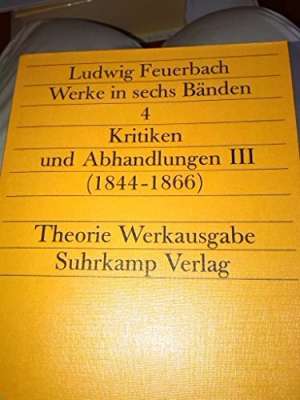 Ludwig Feuerbach
Werke in sechs Bänden
4
Kritiken
und Abhandlungen III
(1844-1866)
Theorie Werkausgabe
Suhrkamp Verlag